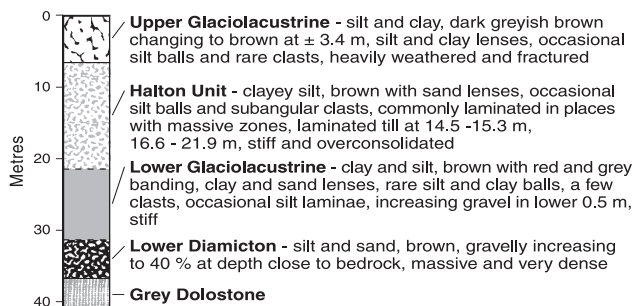 0
10
20
30
40
Metres
Upper Glaciolacustrine - silt and clay, dark greyish brown
changing to brown at ± 3.4 m, silt and clay lenses, occasional
silt balls and rare clasts, heavily weathered and fractured
Halton Unit - clayey silt, brown with sand lenses, occasional
silt balls and subangular clasts, commonly laminated in places
with massive zones, laminated till at 14.5 -15.3 m,
16.6 - 21.9 m, stiff and overconsolidated
Lower Glaciolacustrine - clay and silt, brown with red and grey
banding, clay and sand lenses, rare silt and clay balls, a few
clasts, occasional silt laminae, increasing gravel in lower 0.5 m,
stiff
Lower Diamicton - silt and sand, brown, gravelly increasing
to 40 % at depth close to bedrock, massive and very dense
Grey Dolostone